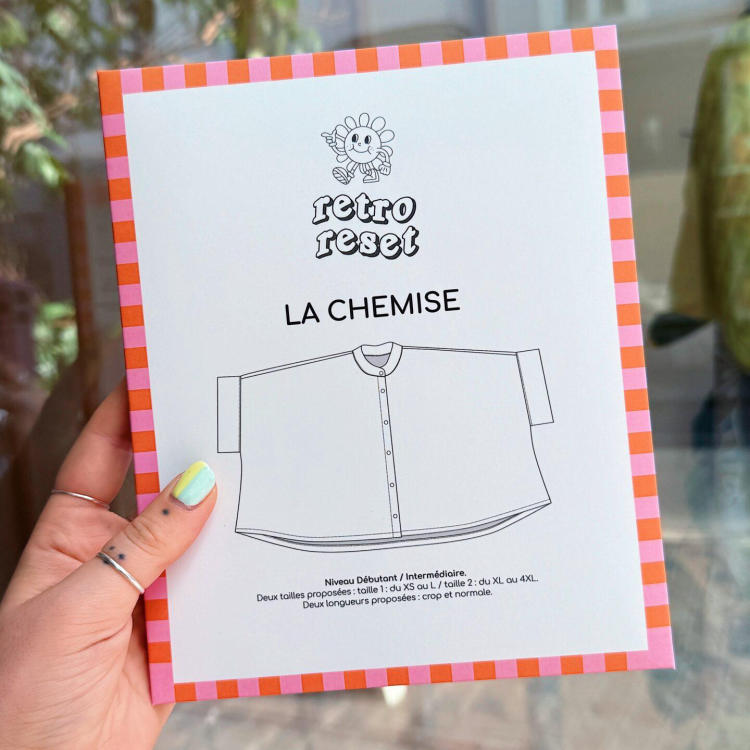 retro
reset
LA CHEMISE
Niveau Débutant / Intermédiaire.
Deux tailles proposées : taille 1 : du XS au L / taille 2 : du XL au 4XL.
Deux longueurs proposées : crop et normale.